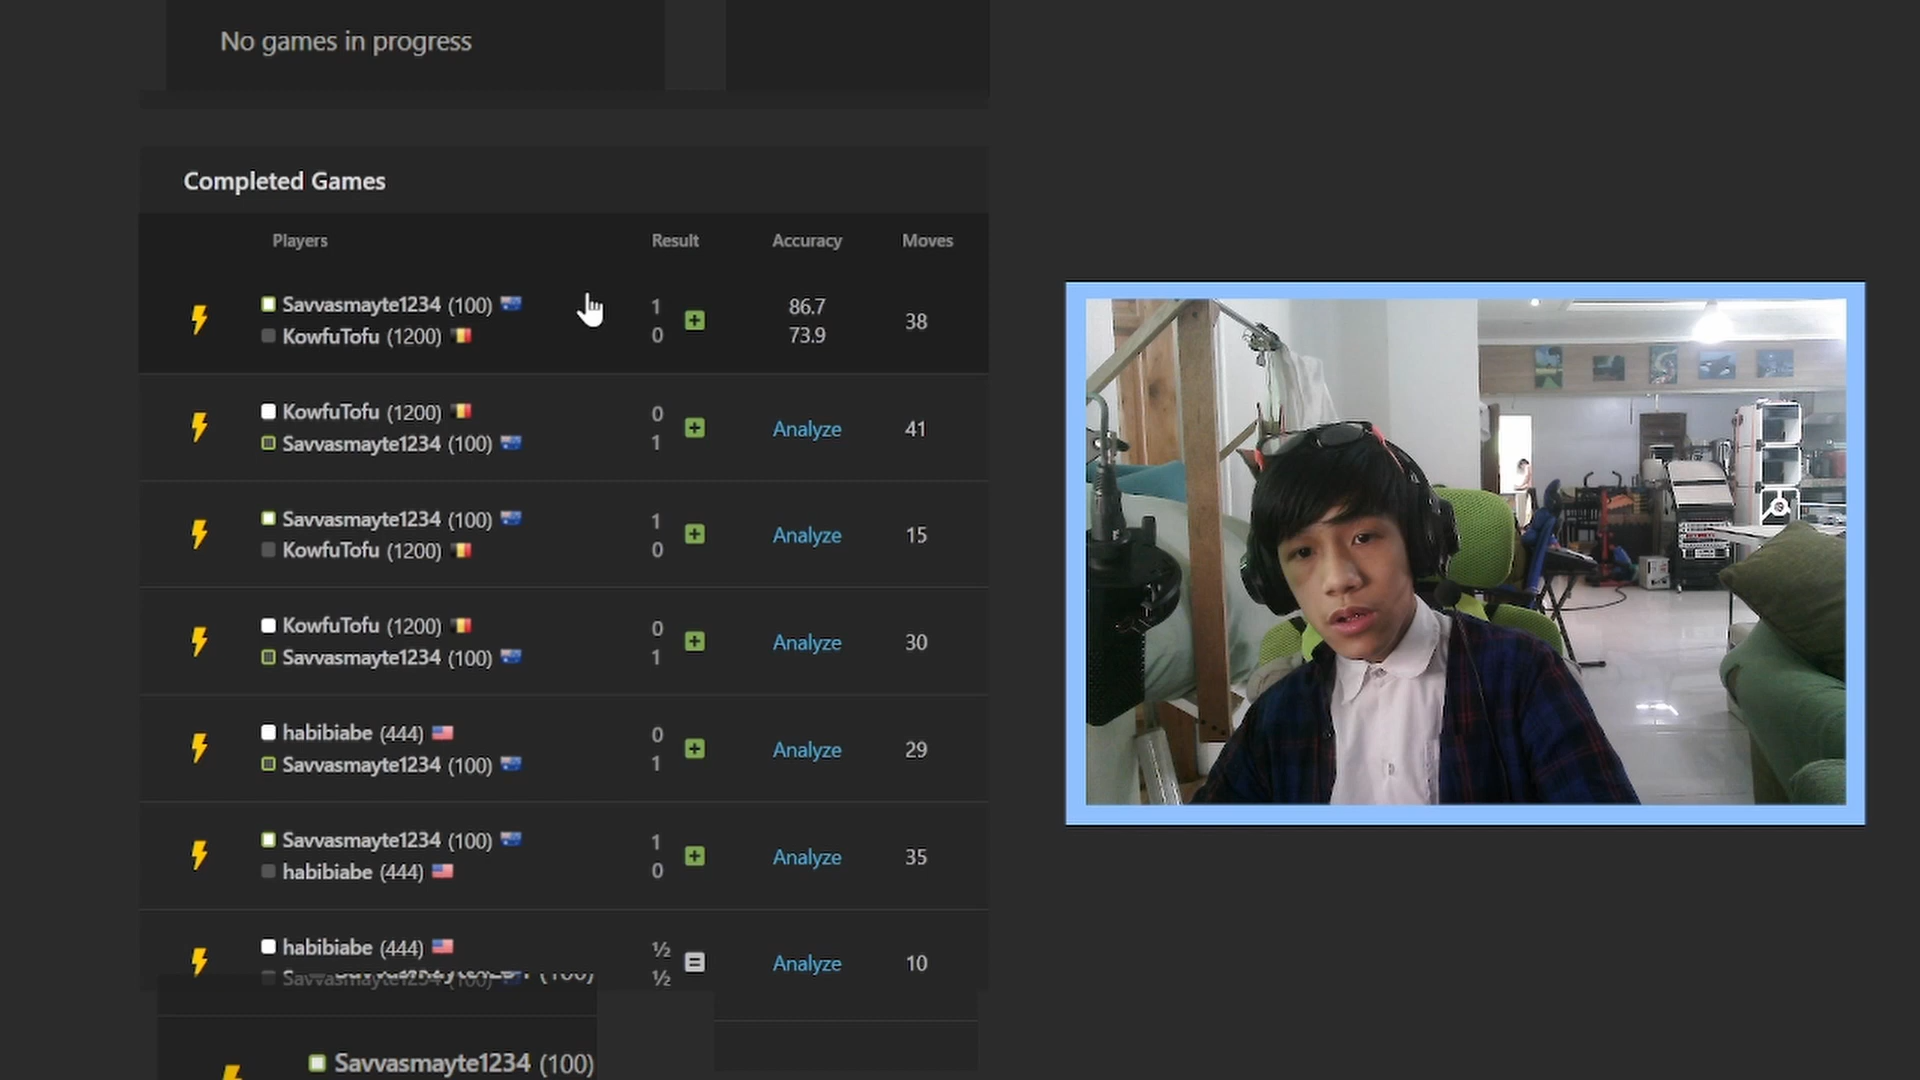 No games in progress
Completed Games
Players Result Accuracy Moves
Savvasmayte1234 (100) 1 86.7
KowfuTofu (1200) 0 73.9 38
KowfuTofu (1200) 0
Savvasmayte1234 (100) 1 Analyze 41
Savvasmayte1234 (100) 1
KowfuTofu (1200) 0 Analyze 15
KowfuTofu (1200) 0
Savvasmayte1234 (100) 1 Analyze 30
habibiabe (444) 0
Savvasmayte1234 (100) 1 Analyze 29
Savvasmayte1234 (100) 1
habibiabe (444) 0 Analyze 35
habibiabe (444) ½
Savvasmayte1234 (100) ½ Analyze 10
Savvasmayte1234 (100)